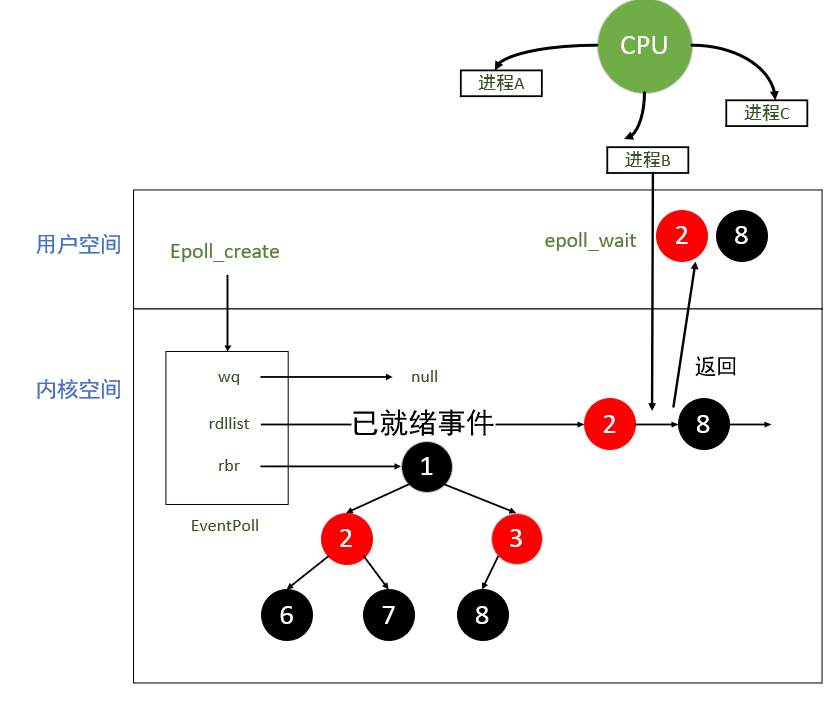 CPU
进程A
进程C
进程B
用户空间
Epoll_create
epoll_wait
2
8
内核空间
wq
null
返回
rdllist
已就绪事件
2
8
rbr
1
EventPoll
2
3
6
7
8